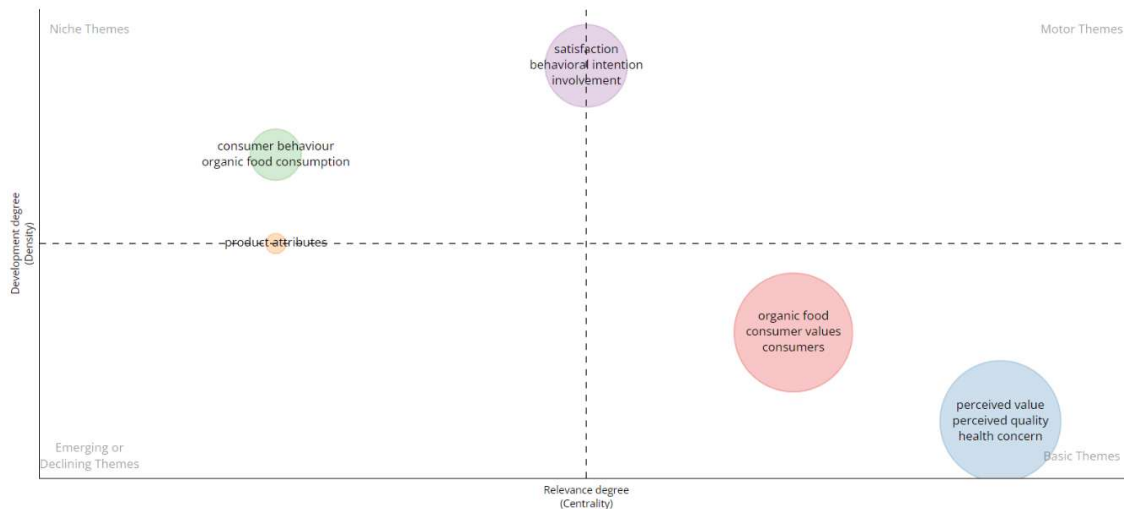 Niche Themes
Motor Themes
satisfaction
behavioral intention
involvement
consumer behaviour
organic food consumption
product attributes
Development degree
(Density)
organic food
consumer values
consumers
perceived value
perceived quality
health concern
Emerging or
Declining Themes
Basic Themes
Relevance degree
(Centrality)